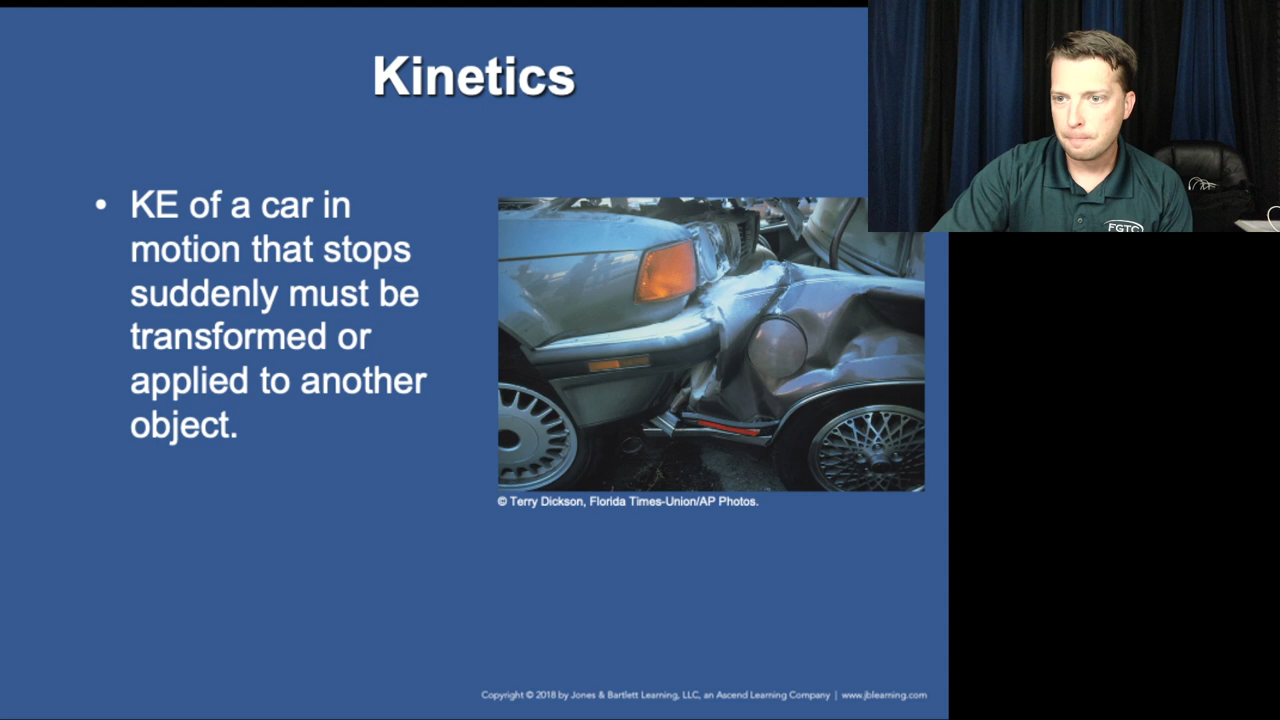 Kinetics
• KE of a car in
motion that stops
suddenly must be
transformed or
applied to another
object.
FGTC
© Terry Dickson, Florida Times-Union/AP Photos.
Copyright © 2018 by Jones & Bartlett Learning, LLC, an Ascend Learning Company | www.jblearning.com